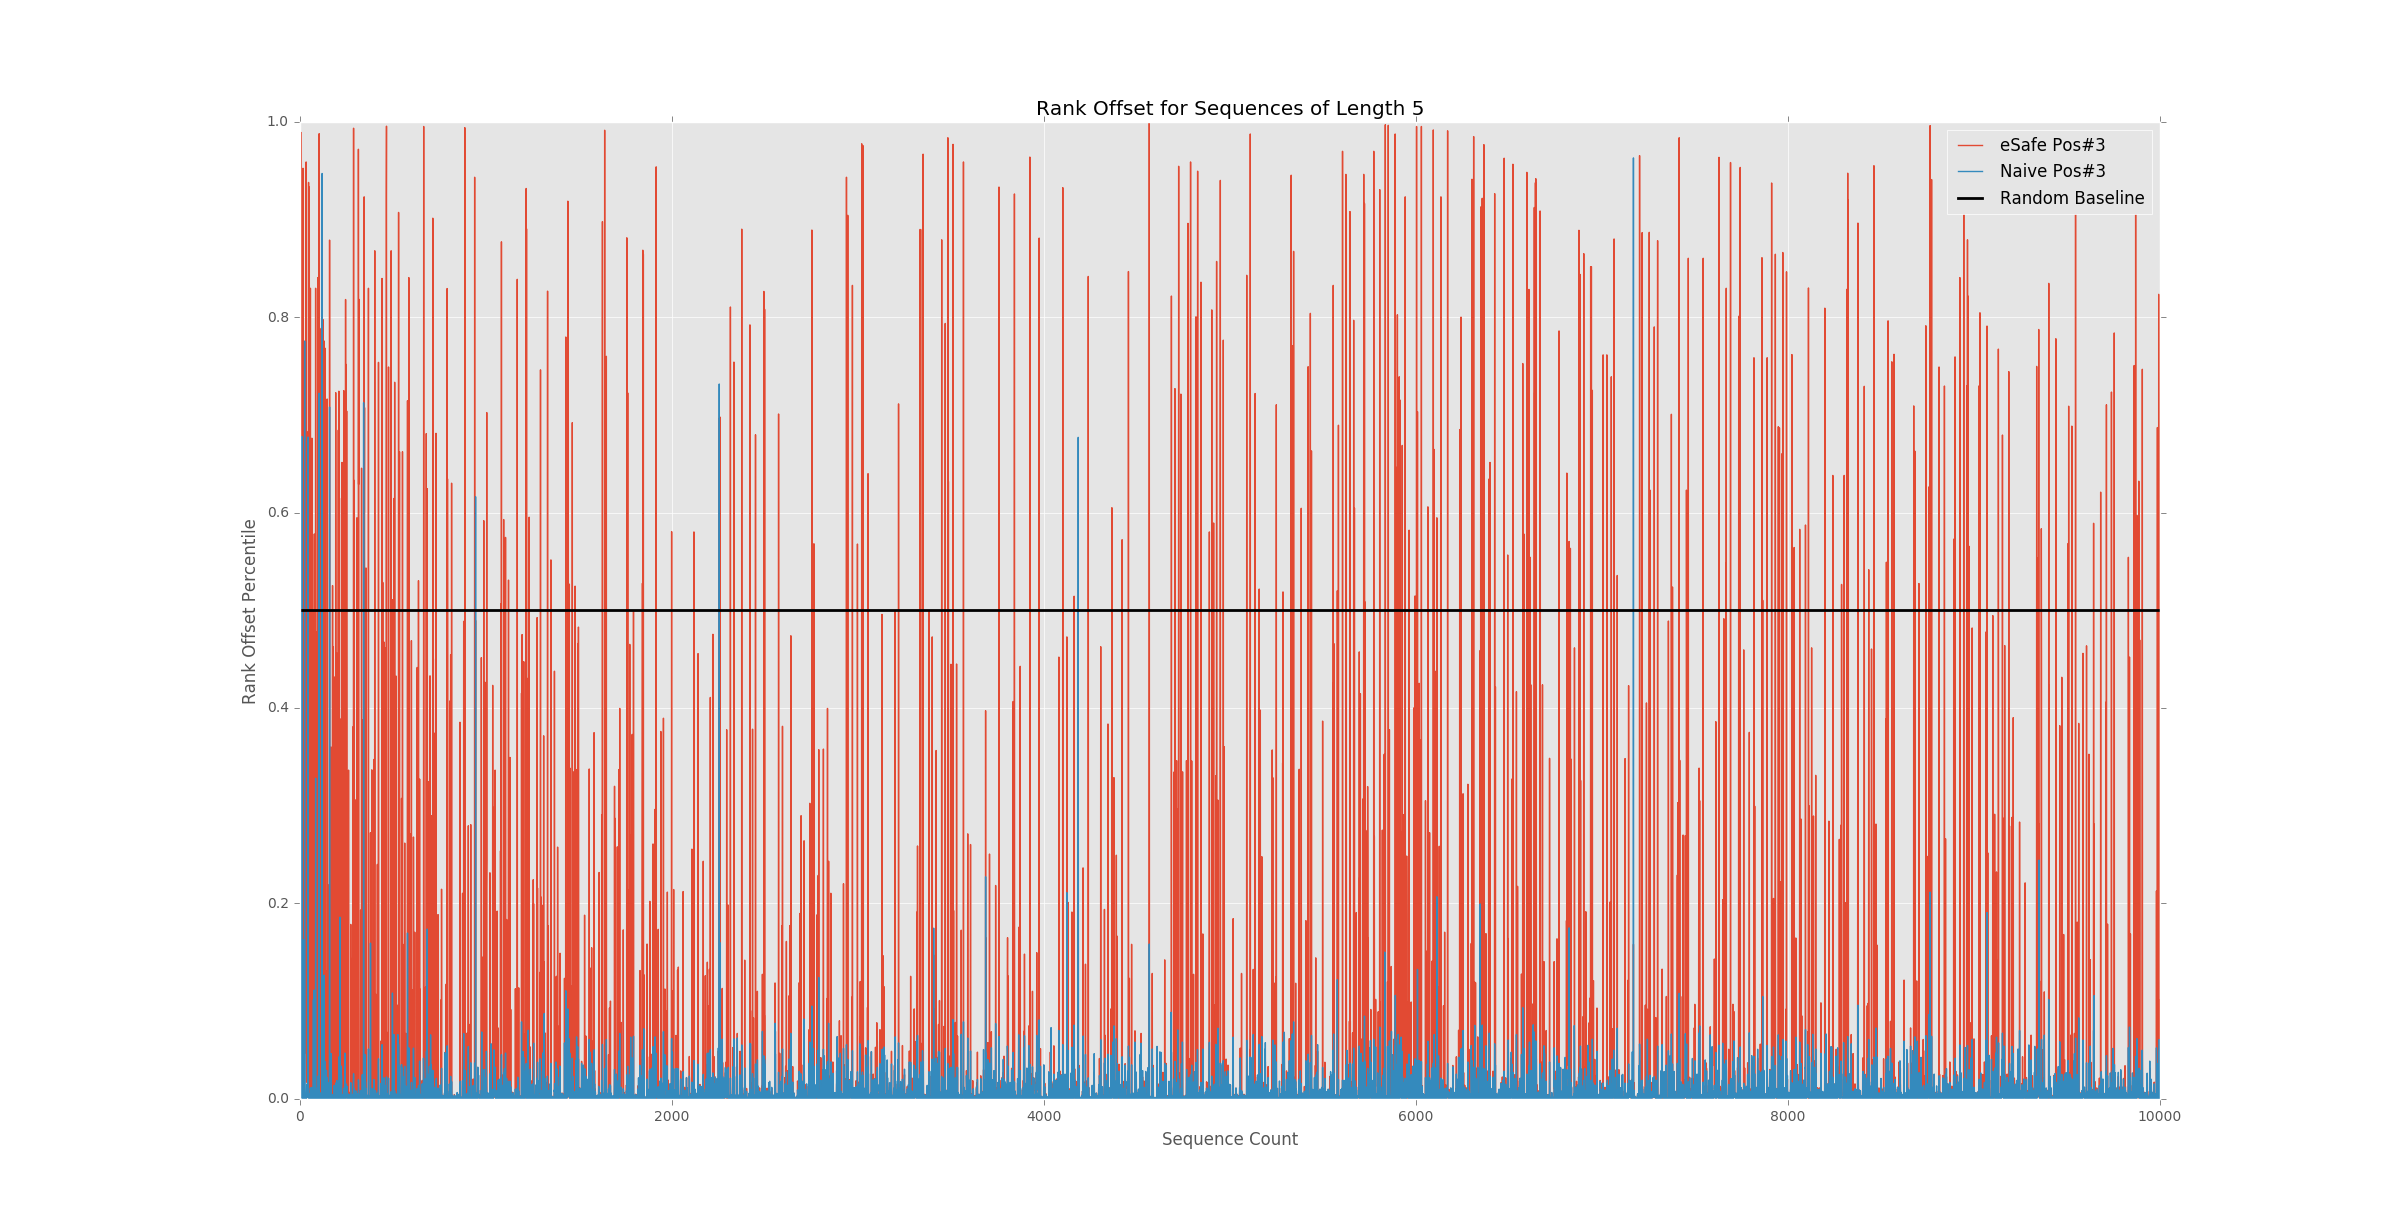 Rank Offset for Sequences of Length 5
1.0
0.8
0.6
0.4
0.2
0.0
Rank Offset Percentile
eSafe Pos#3
Naive Pos#3
Random Baseline
0 2000 4000 6000 8000 10000
Sequence Count